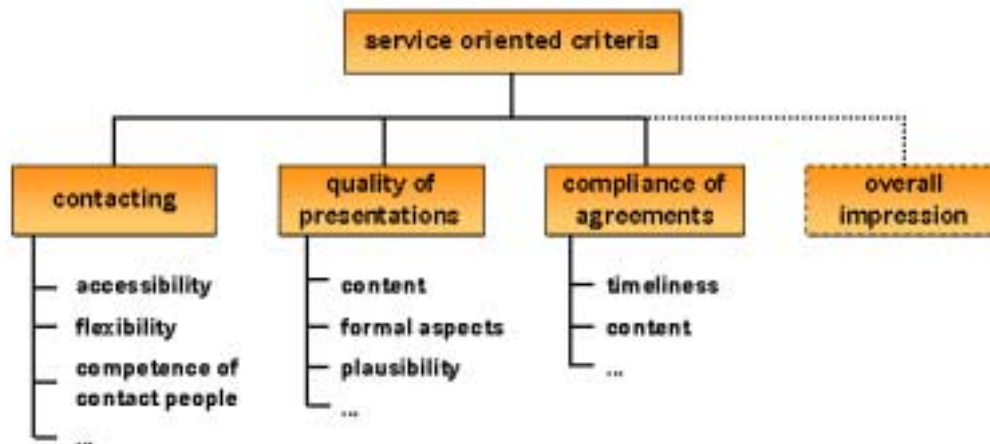 service oriented criteria
contacting
accessibility
flexibility
competence of
contact people
...
quality of
presentations
content
formal aspects
plausibility
...
compliance of
agreements
timeliness
content
...
overall
impression